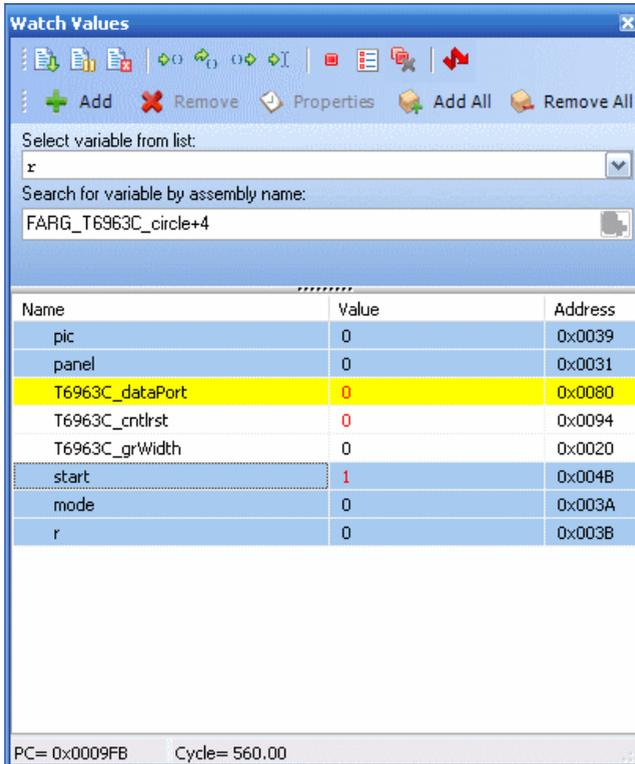 Watch Values
Add Remove Properties Add All Remove All
Select variable from list:
r
Search for variable by assembly name:
FARG_T6963C_circle+4
Name Value Address
pic 0 0x0039
panel 0 0x0031
T6963C_dataPort 0 0x0080
T6963C_cntlrst 0 0x0094
T6963C_grWidth 0 0x0020
start 1 0x004B
mode 0 0x003A
r 0 0x003B
PC= 0x0009FB Cycle= 560.00